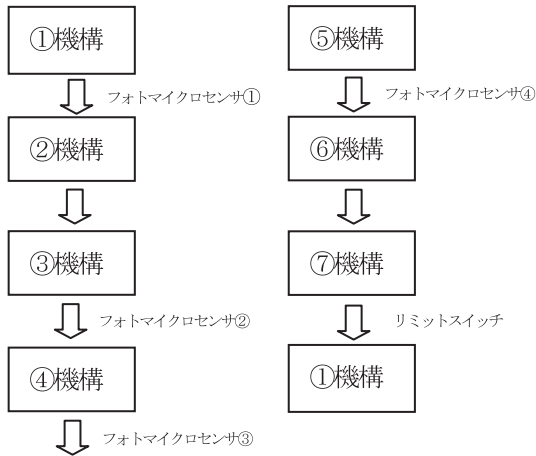 ①機構
フォトマイクロセンサ①
②機構
③機構
フォトマイクロセンサ②
④機構
フォトマイクロセンサ③
⑤機構
フォトマイクロセンサ④
⑥機構
⑦機構
リミットスイッチ
①機構